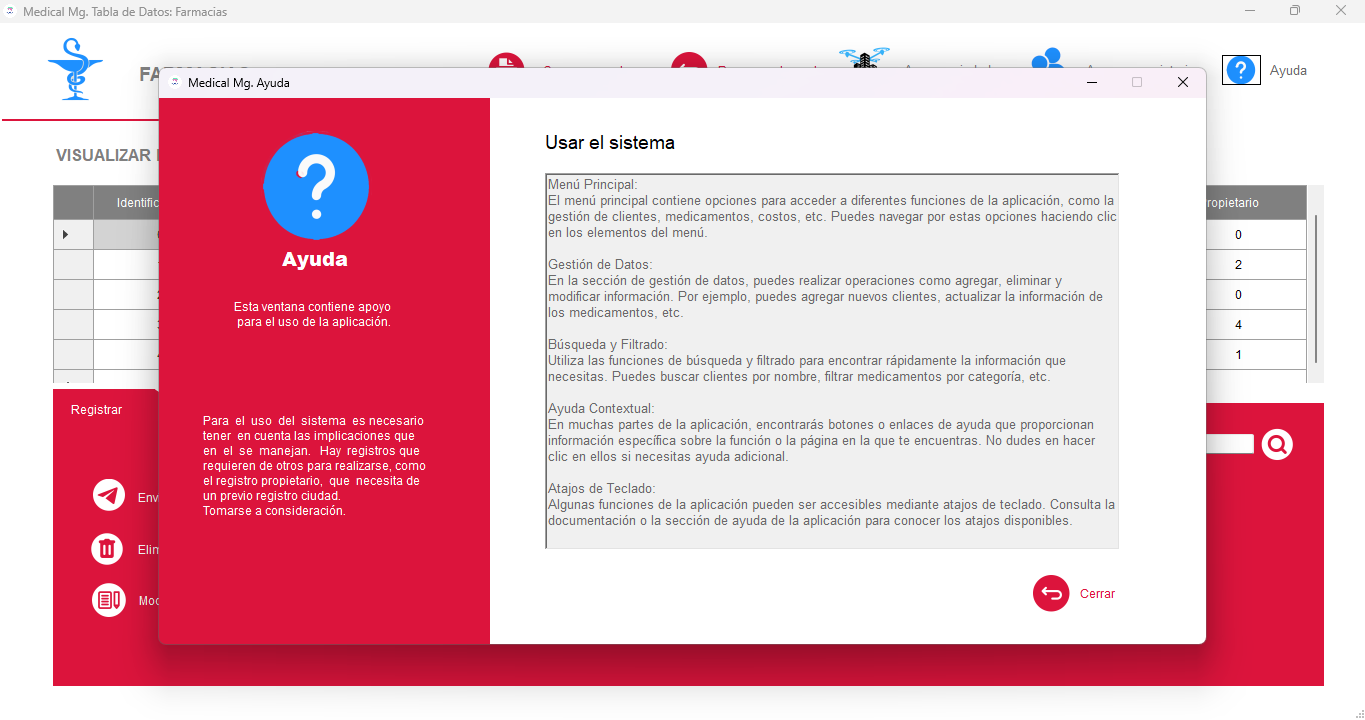 Medical Mg. Tabla de Datos: Farmacias
Ayuda
Medical Mg. Ayuda
VISUALIZAR
Identific
ropietario
0
2
0
4
1
Registrar
Env
Elin
Ayuda
Esta ventana contiene apoyo
para el uso de la aplicación.
Para el uso del sistema es necesario
tener en cuenta las implicaciones que
en el se manejan. Hay registros que
requieren de otros para realizarse, como
el registro propietario, que necesita de
un previo registro ciudad.
Tomarse a consideración.
Usar el sistema
Menú Principal:
El menú principal contiene opciones para acceder a diferentes funciones de la aplicación, como la
gestión de clientes, medicamentos, costos, etc. Puedes navegar por estas opciones haciendo clic
en los elementos del menú.
Gestión de Datos:
En la sección de gestión de datos, puedes realizar operaciones como agregar, eliminar y
modificar información. Por ejemplo, puedes agregar nuevos clientes, actualizar la información de
los medicamentos, etc.
Búsqueda y Filtrado:
Utiliza las funciones de búsqueda y filtrado para encontrar rápidamente la información que
necesitas. Puedes buscar clientes por nombre, filtrar medicamentos por categoría, etc.
Ayuda Contextual:
En muchas partes de la aplicación, encontrarás botones o enlaces de ayuda que proporcionan
información específica sobre la función o la página en la que te encuentras. No dudes en hacer
clic en ellos si necesitas ayuda adicional.
Atajos de Teclado:
Algunas funciones de la aplicación pueden ser accesibles mediante atajos de teclado. Consulta la
documentación o la sección de ayuda de la aplicación para conocer los atajos disponibles.
Cerrar